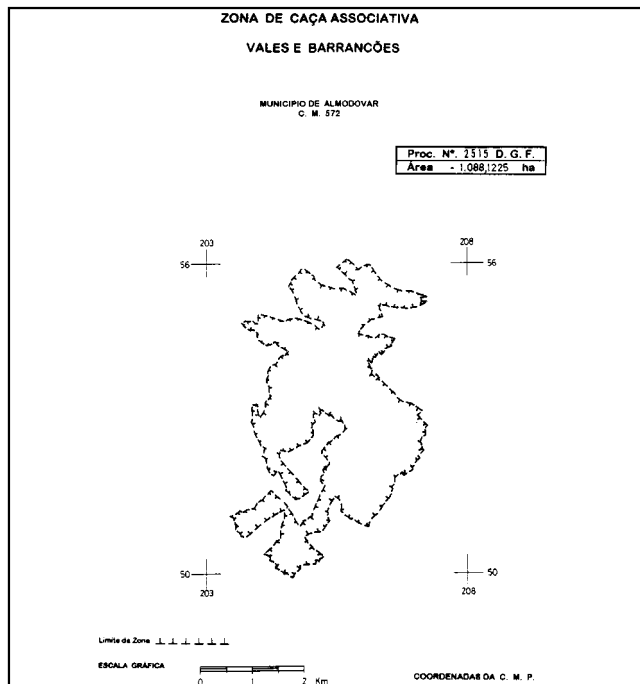 ZONA DE CAÇA ASSOCIATIVA
VALES E BARRANCÕES
MUNICIPIO DE ALMODOVAR
C. M. 572
Proc. Nº. 2515 D. G. F.
Área - 1.088,1225 ha
203 208
56 56
50 50
203 208
Limite da Zona
ESCALA GRÁFICA
0 1 2 Km
COORDENADAS DA C. M. P.